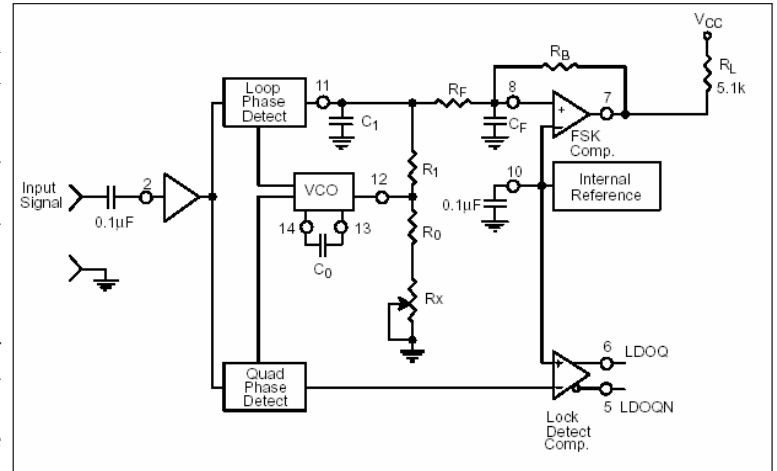 VCC
RB
RL
5.1k
Loop
Phase
Detect
11
RF
8
7
C1
CF
+
−
FSK
Comp.
Input
Signal
2
0.1µF
VCO
12
R1
10
Internal
Reference
0.1µF
14
13
C0
R0
Rx
Quad
Phase
Detect
+
−
6
LDOQ
5
LDOQN
Lock
Detect
Comp.